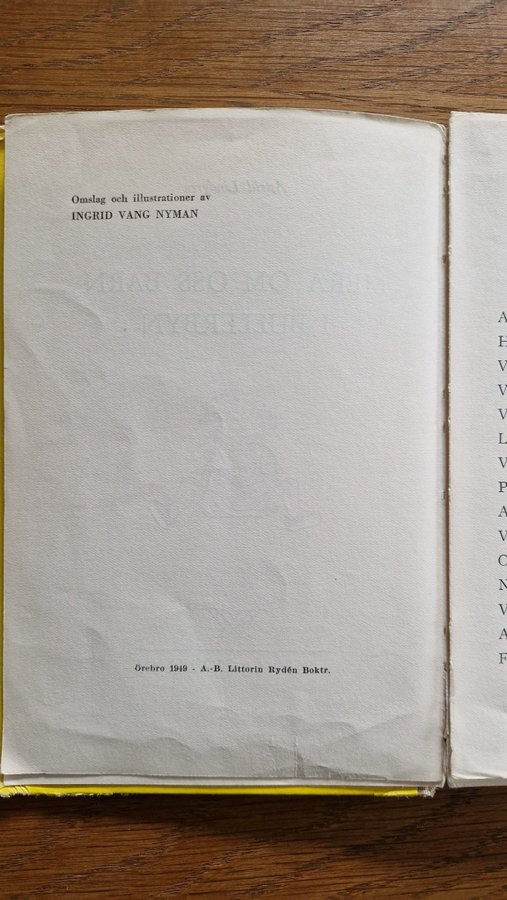 Omslag och illustrationer av
INGRID VANG NYMAN
Örebro 1949 - A.-B. Littorin Rydén Boktr.
A
H
V
V
V
L
V
P
A
V
O
N
V
A
F